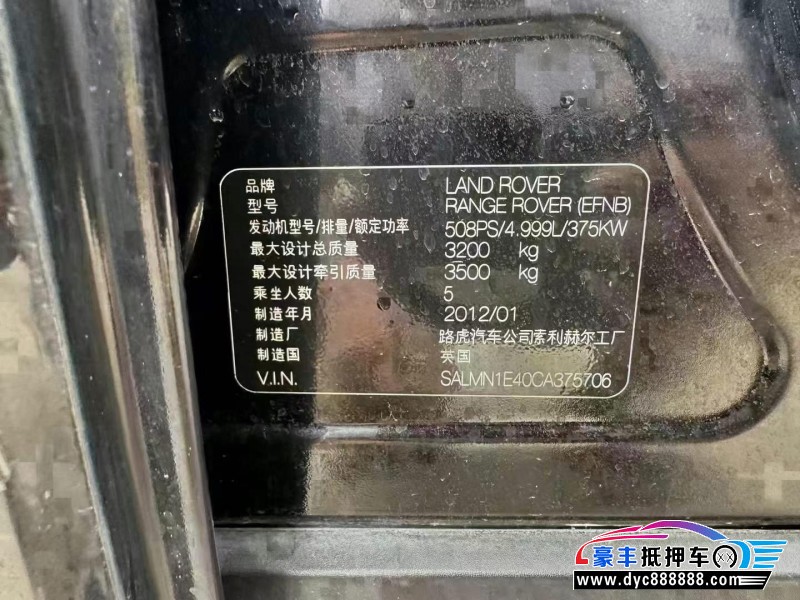 品牌 LAND ROVER
型号 RANGE ROVER (EFNB)
发动机型号/排量/额定功率 508PS/4.999L/375KW
最大设计总质量 3200 kg
最大设计牵引质量 3500 kg
乘坐人数 5
制造年月 2012/01
制造厂 路虎汽车公司索利赫尔工厂
制造国 英国
V.I.N. SALMN1E40CA375706
豪丰抵押车
www.dyc888888.com